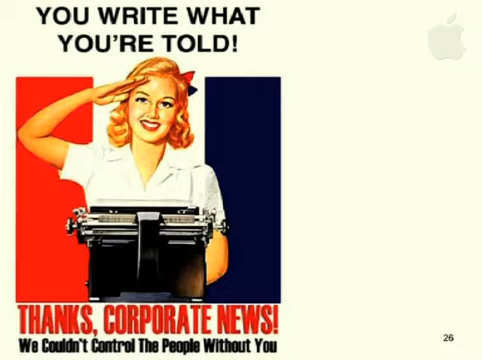 YOU WRITE WHAT
YOU'RE TOLD!
THANKS, CORPORATE NEWS!
We Couldn't Control The People Without You
26